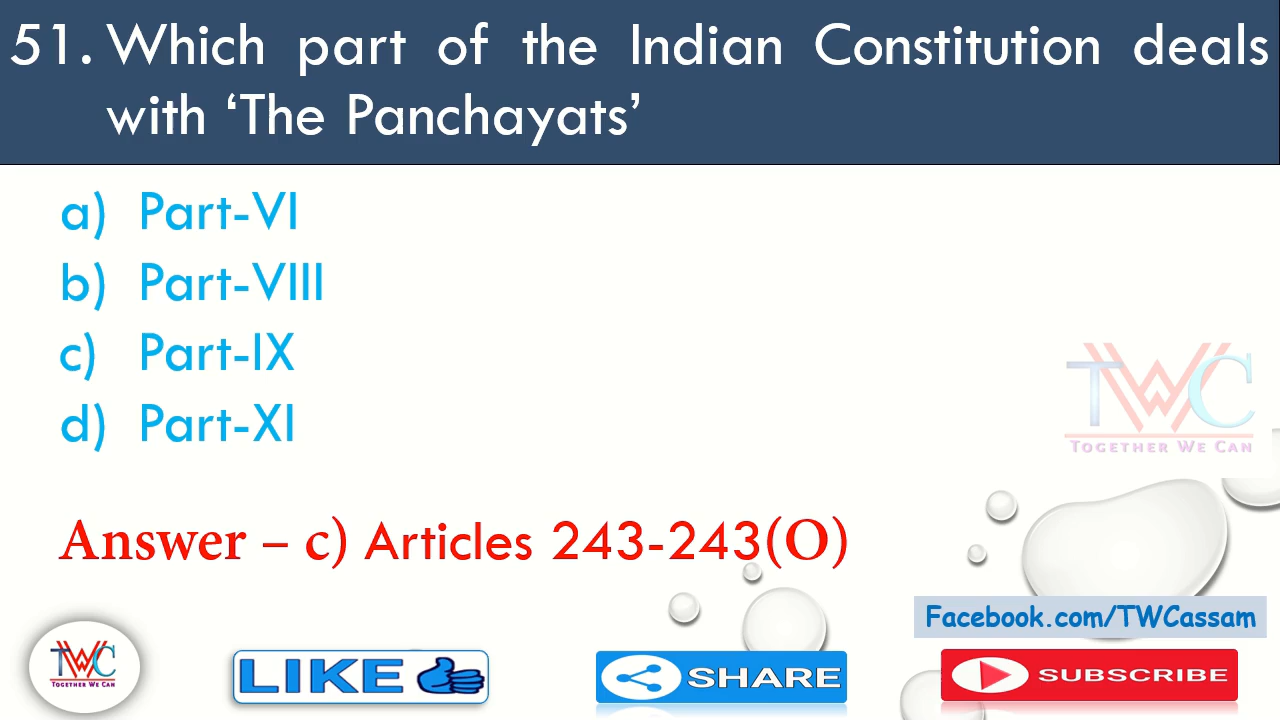 51. Which part of the Indian Constitution deals
with ‘The Panchayats’
a) Part-VI
b) Part-VIII
c) Part-IX
d) Part-XI
TWC
TOGETHER WE CAN
Answer – c) Articles 243-243(O)
Facebook.com/TWCassam
TWC
TOGETHER WE CAN
LIKE
SHARE
SUBSCRIBE